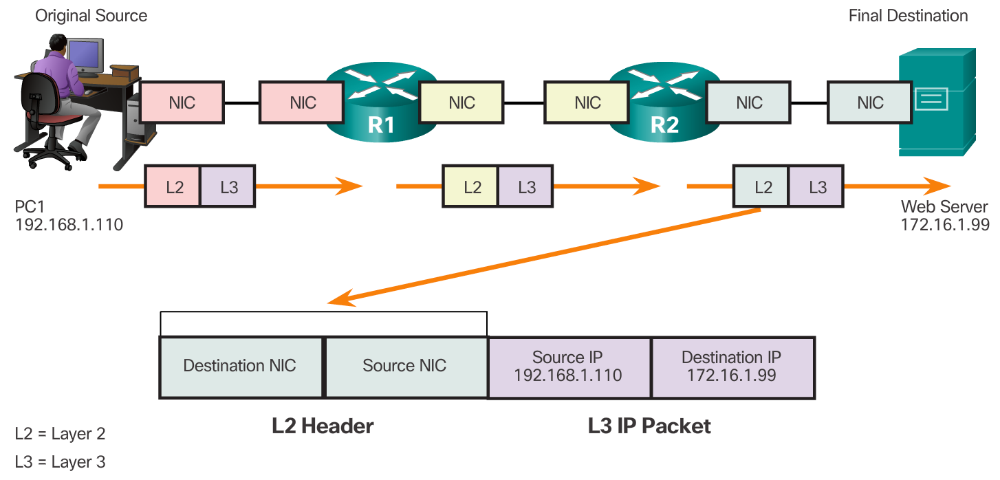 Original Source
Final Destination
NIC
NIC
NIC
NIC
NIC
NIC
R1
R2
L2
L3
L2
L3
L2
L3
PC1
192.168.1.110
Web Server
172.16.1.99
Destination NIC
Source NIC
Source IP
192.168.1.110
Destination IP
172.16.1.99
L2 Header
L3 IP Packet
L2 = Layer 2
L3 = Layer 3